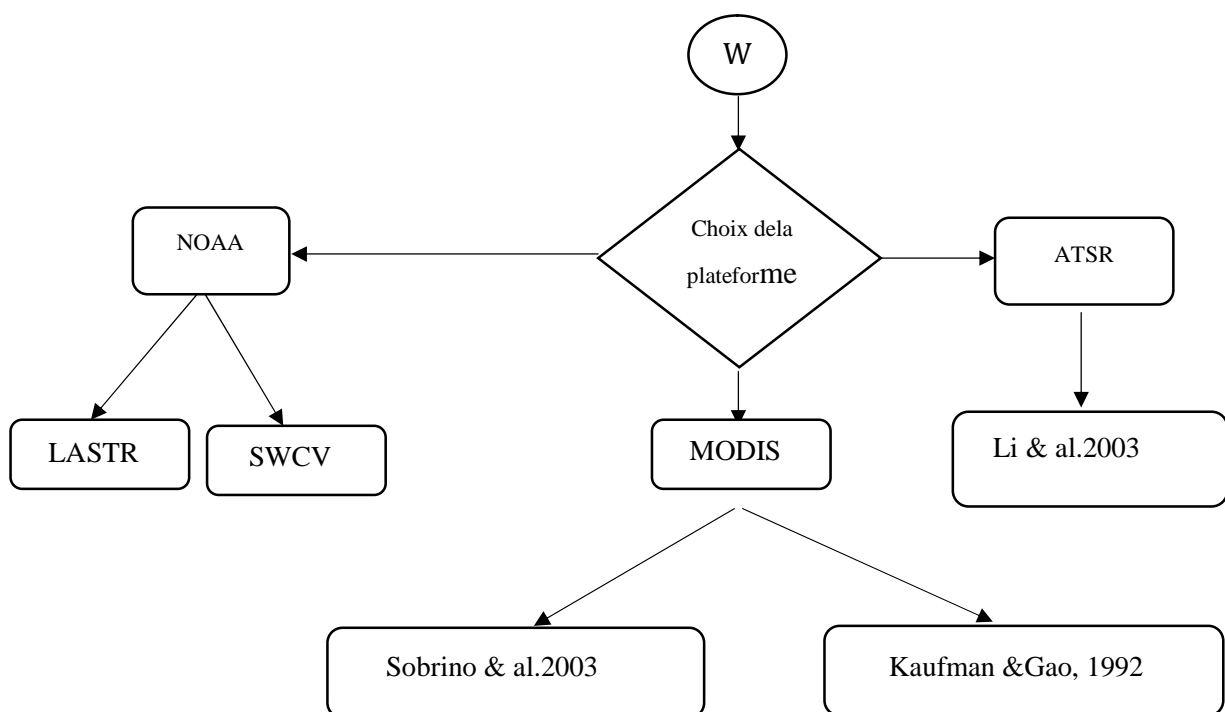 W
Choix dela
plateforme
NOAA
ATSR
LASTR
SWCV
MODIS
Li & al.2003
Sobrino & al.2003
Kaufman &Gao, 1992